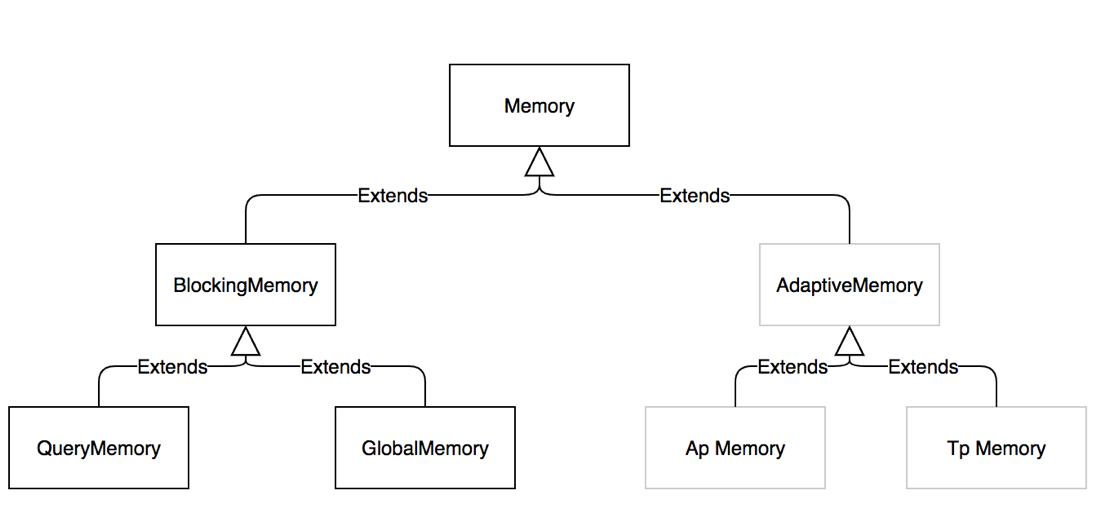 Memory
Extends
Extends
BlockingMemory
AdaptiveMemory
Extends
Extends
Extends
Extends
QueryMemory
GlobalMemory
Ap Memory
Tp Memory